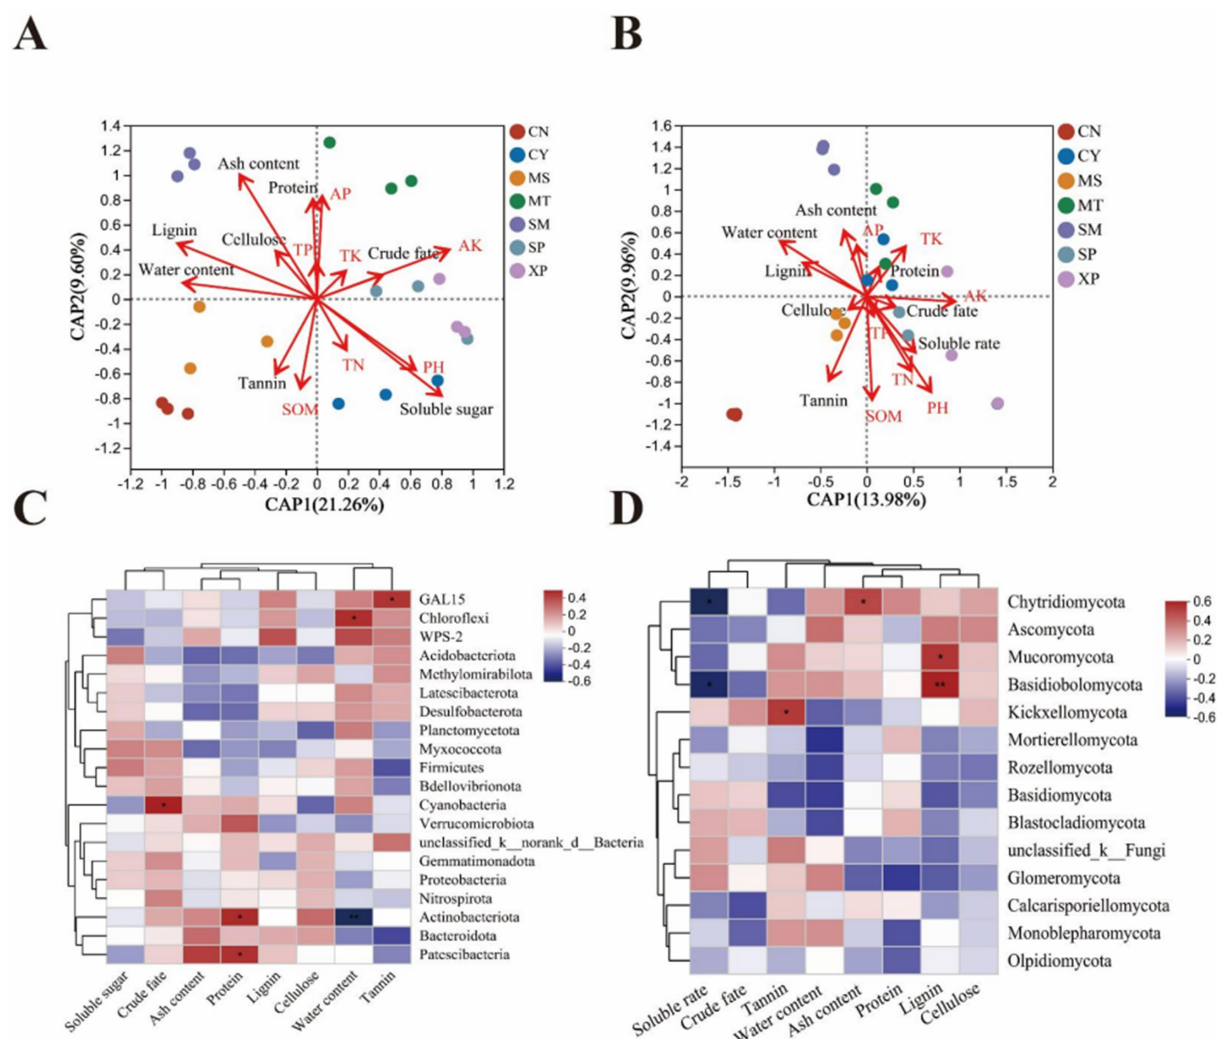 A
B
1.4
1.2
1
0.8
0.6
0.4
0.2
0
-0.2
-0.4
-0.6
-0.8
-1
-1.2
CAP2(9.60%)
Ash content
Protein
AP
Lignin
Cellulose
TP
TK
Crude fate
AK
Water content
TN
Tannin
PH
SOM
Soluble sugar
-1.2 -1 -0.8 -0.6 -0.4 -0.2 0 0.2 0.4 0.6 0.8 1 1.2
CAP1(21.26%)
CN
CY
MS
MT
SM
SP
XP
1.6
1.4
1.2
1
0.8
0.6
0.4
0.2
0
-0.2
-0.4
-0.6
-0.8
-1
-1.2
-1.4
CAP2(9.96%)
Ash content
Water content
AP
TK
Lignin
Protein
AK
Cellulose
Crude fate
TP
Soluble rate
TN
Tannin
PH
SOM
-2 -1.5 -1 -0.5 0 0.5 1 1.5 2
CAP1(13.98%)
CN
CY
MS
MT
SM
SP
XP
C
D
GAL15
Chloroflexi
WPS-2
Acidobacteriota
Methylomirabilota
Latescibacterota
Desulfobacterota
Planctomycetota
Myxococcota
Firmicutes
Bdellovibrionota
Cyanobacteria
Verrucomicrobiota
unclassified_k__norank_d__Bacteria
Gemmatimonadota
Proteobacteria
Nitrospirota
Actinobacteriota
Bacteroidota
Patescibacteria
*
*
*
*
**
*
0.4
0.2
0
-0.2
-0.4
-0.6
Soluble sugar
Crude fate
Ash content
Protein
Lignin
Cellulose
Water content
Tannin
Chytridiomycota
Ascomycota
Mucoromycota
Basidiobolomycota
Kickxellomycota
Mortierellomycota
Rozellomycota
Basidiomycota
Blastocladiomycota
unclassified_k__Fungi
Glomeromycota
Calcarisporiellomycota
Monoblepharomycota
Olpidiomycota
*
*
*
*
**
*
0.6
0.4
0.2
0
-0.2
-0.4
-0.6
Soluble rate
Crude fate
Tannin
Water content
Ash content
Protein
Lignin
Cellulose